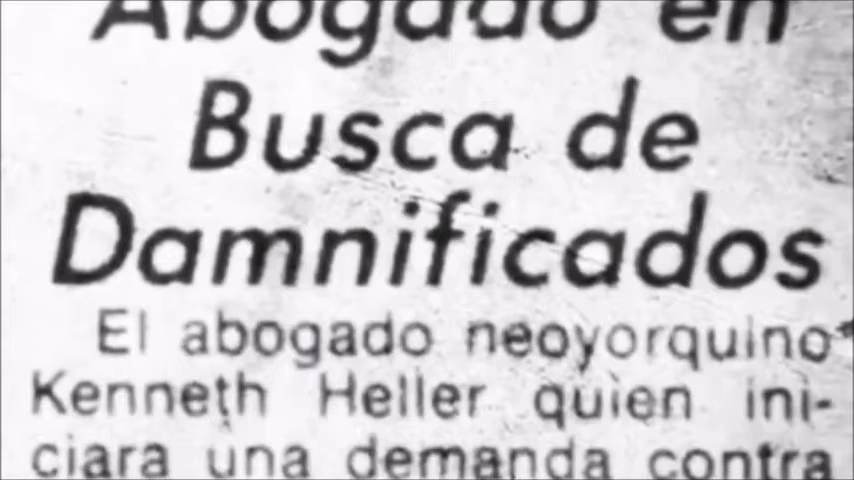 Abogado en
Busca de
Damnificados
El abogado neoyorquino
Kenneth Heller quien ini-
ciara una demanda contra